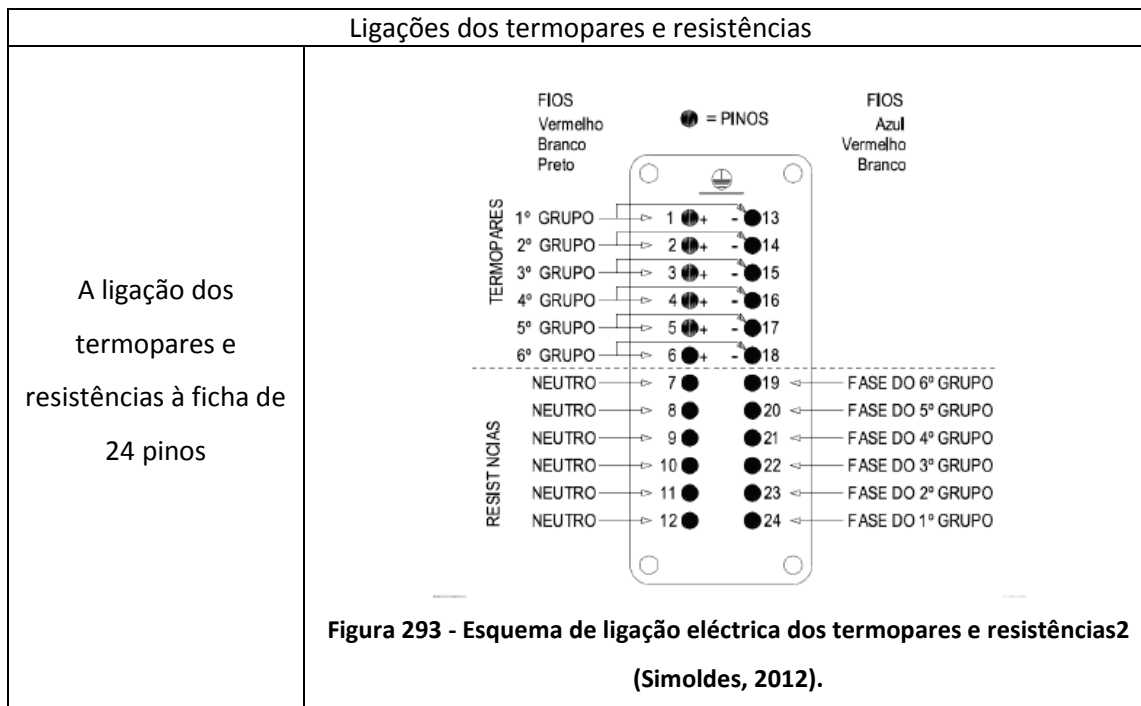 Ligações dos termopares e resistências
A ligação dos
termopares e
resistências à ficha de
24 pinos
FIOS
Vermelho
Branco
Preto
= PINOS
FIOS
Azul
Vermelho
Branco
TERMOPARES
1º GRUPO 1 + - 13
2º GRUPO 2 + - 14
3º GRUPO 3 + - 15
4º GRUPO 4 + - 16
5º GRUPO 5 + - 17
6º GRUPO 6 + - 18
RESIST NCIAS
NEUTRO 7 19 FASE DO 6º GRUPO
NEUTRO 8 20 FASE DO 5º GRUPO
NEUTRO 9 21 FASE DO 4º GRUPO
NEUTRO 10 22 FASE DO 3º GRUPO
NEUTRO 11 23 FASE DO 2º GRUPO
NEUTRO 12 24 FASE DO 1º GRUPO
Figura 293 - Esquema de ligação eléctrica dos termopares e resistências2
(Simoldes, 2012).